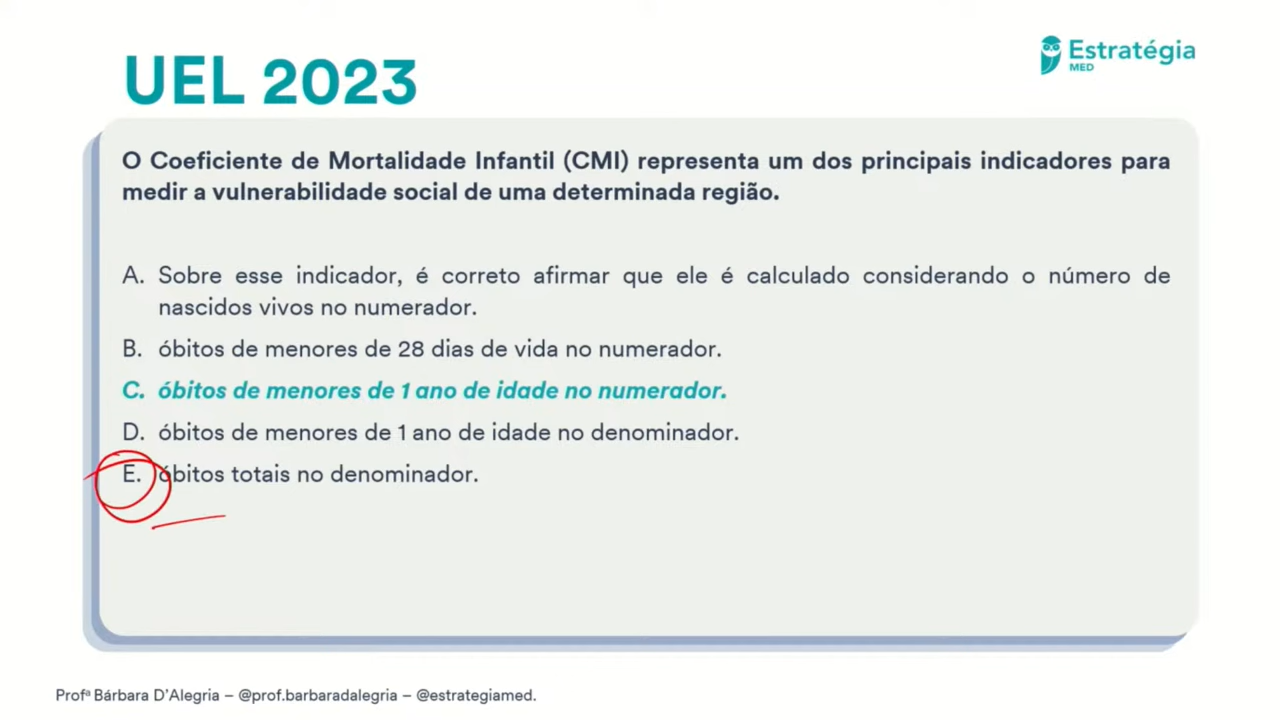 UEL 2023
Estratégia
MED
O Coeficiente de Mortalidade Infantil (CMI) representa um dos principais indicadores para
medir a vulnerabilidade social de uma determinada região.
A. Sobre esse indicador, é correto afirmar que ele é calculado considerando o número de
nascidos vivos no numerador.
B. óbitos de menores de 28 dias de vida no numerador.
C. óbitos de menores de 1 ano de idade no numerador.
D. óbitos de menores de 1 ano de idade no denominador.
E. óbitos totais no denominador.
Profª Bárbara D’Alegria – @prof.barbaradalegria – @estrategiamed.